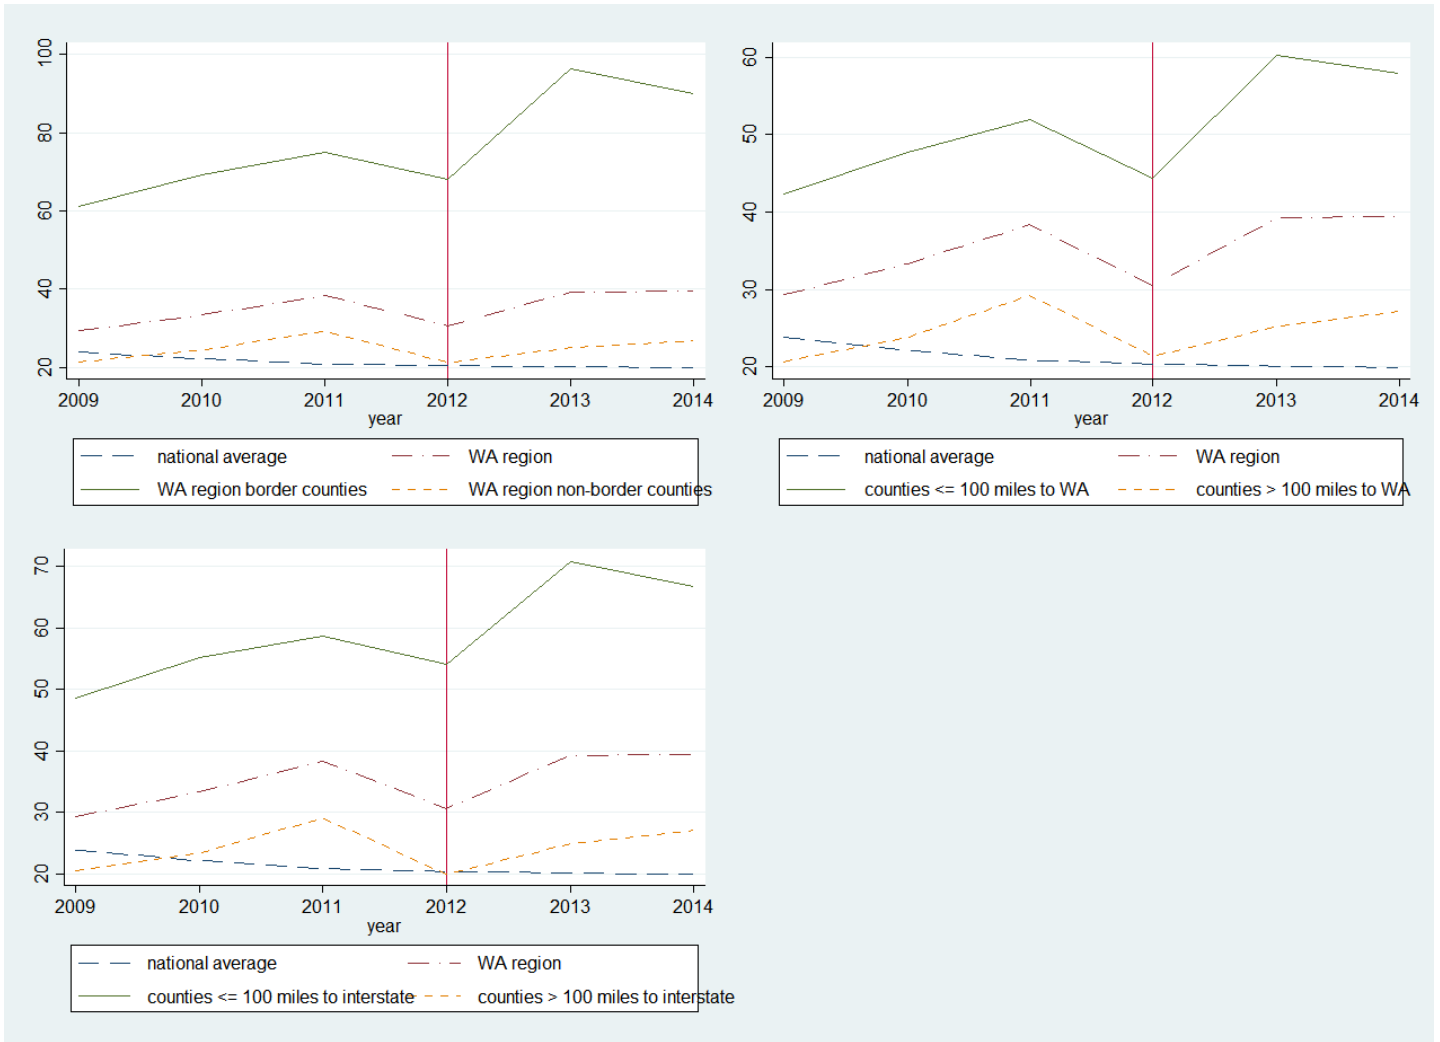 100
80
60
40
20
2009 2010 2011 2012 2013 2014
year
national average WA region
WA region border counties WA region non-border counties
60
50
40
30
20
2009 2010 2011 2012 2013 2014
year
national average WA region
counties <= 100 miles to WA counties > 100 miles to WA
70
60
50
40
30
20
2009 2010 2011 2012 2013 2014
year
national average WA region
counties <= 100 miles to interstate counties > 100 miles to interstate